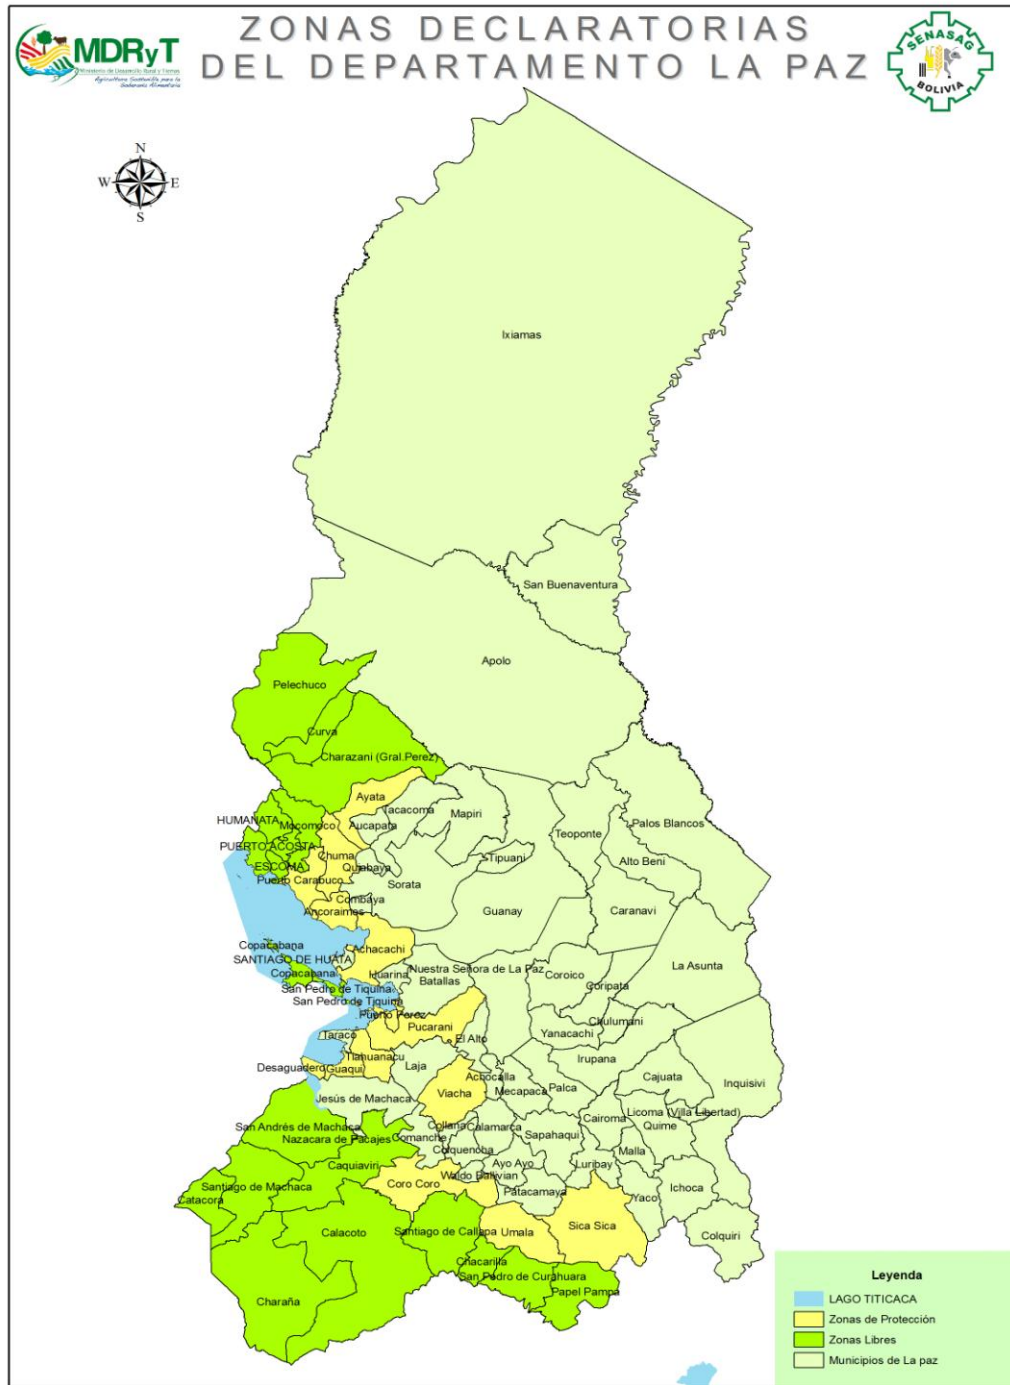 ZONAS DECLARATORIAS
DEL DEPARTAMENTO LA PAZ
MDRyT
Ministerio de Desarrollo Rural y Tierras
Agricultura Sostenible para la
Soberanía Alimentaria
SENASAG
BOLIVIA
N
W
E
S
Ixiamas
San Buenaventura
Apolo
Pelechuco
Curva
Charazani (Gral.Perez)
Ayata
Tacacoma
Mapiri
HUMANATA
Mocomoco
Aucapata
Teoponte
Palos Blancos
PUERTO ACOSTA
Chuma
Tipuani
Alto Beni
ESCOMA
Quiabaya
Puerto Carabuco
Sorata
Combaya
Ancoraimes
Guanay
Caranavi
Copacabana
Achacachi
SANTIAGO DE HUATA
La Asunta
Copacapana
Huarina
Nuestra Señora de La Paz
Batallas
Coroico
San Pedro de Tiquina
Coripata
San Pedro de Tiquina
Puerto Perez
Chulumani
Pucarani
Yanacachi
Taraco
El Alto
Tiahuanacu
Irupana
Desaguadero
Guaqui
Laja
Achocalla
Cajuata
Inquisivi
Viacha
Mecapaca
Palca
Jesús de Machaca
Licoma (Villa Libertad)
Cairoma
Quime
San Andrés de Machaca
Collana
Calamarca
Nazacara de Pacajes
Comanche
Sapahaqui
Colquencha
Malla
Caquiaviri
Ayo Ayo
Luribay
Waldo Ballivian
Coro Coro
Santiago de Machaca
Patacamaya
Ichoca
Catacora
Yaco
Calacoto
Santiago de Callapa
Umala
Sica Sica
Colquiri
Chacarilla
San Pedro de Curahuara
Papel Pampa
Charaña
Leyenda
LAGO TITICACA
Zonas de Protección
Zonas Libres
Municipios de La paz